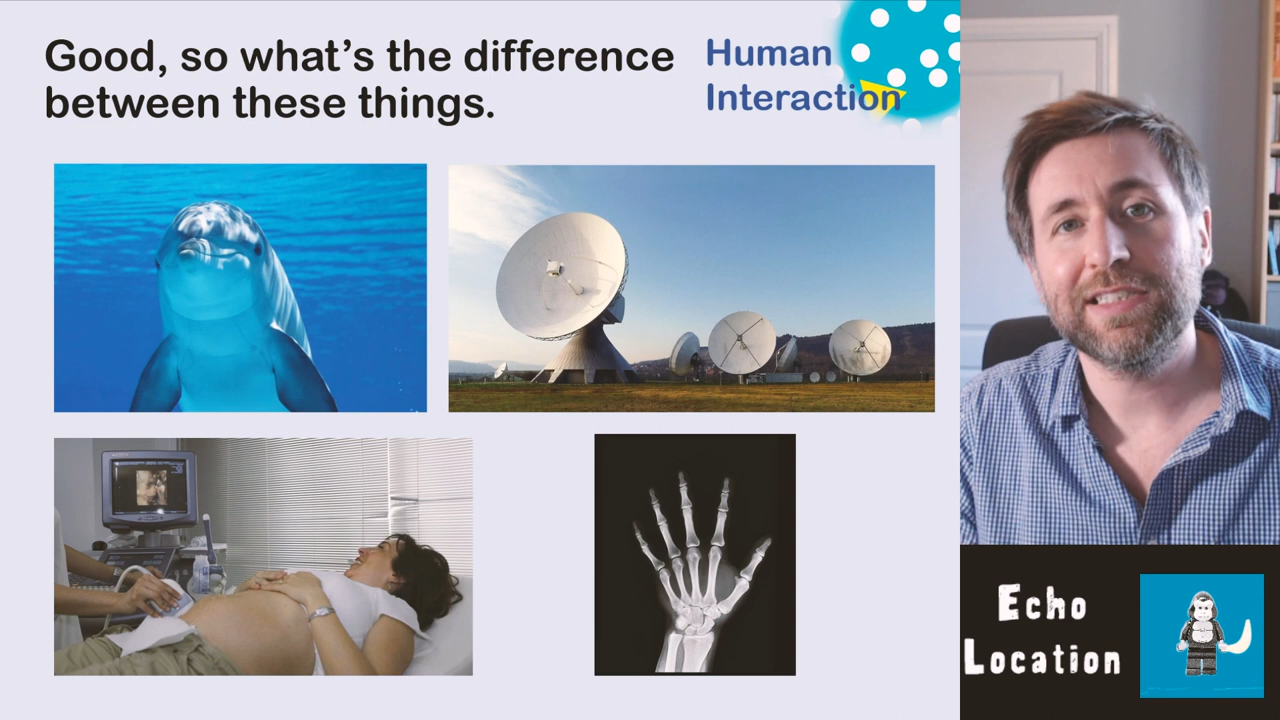 Good, so what's the difference
between these things.
Human
Interaction
Echo
Location